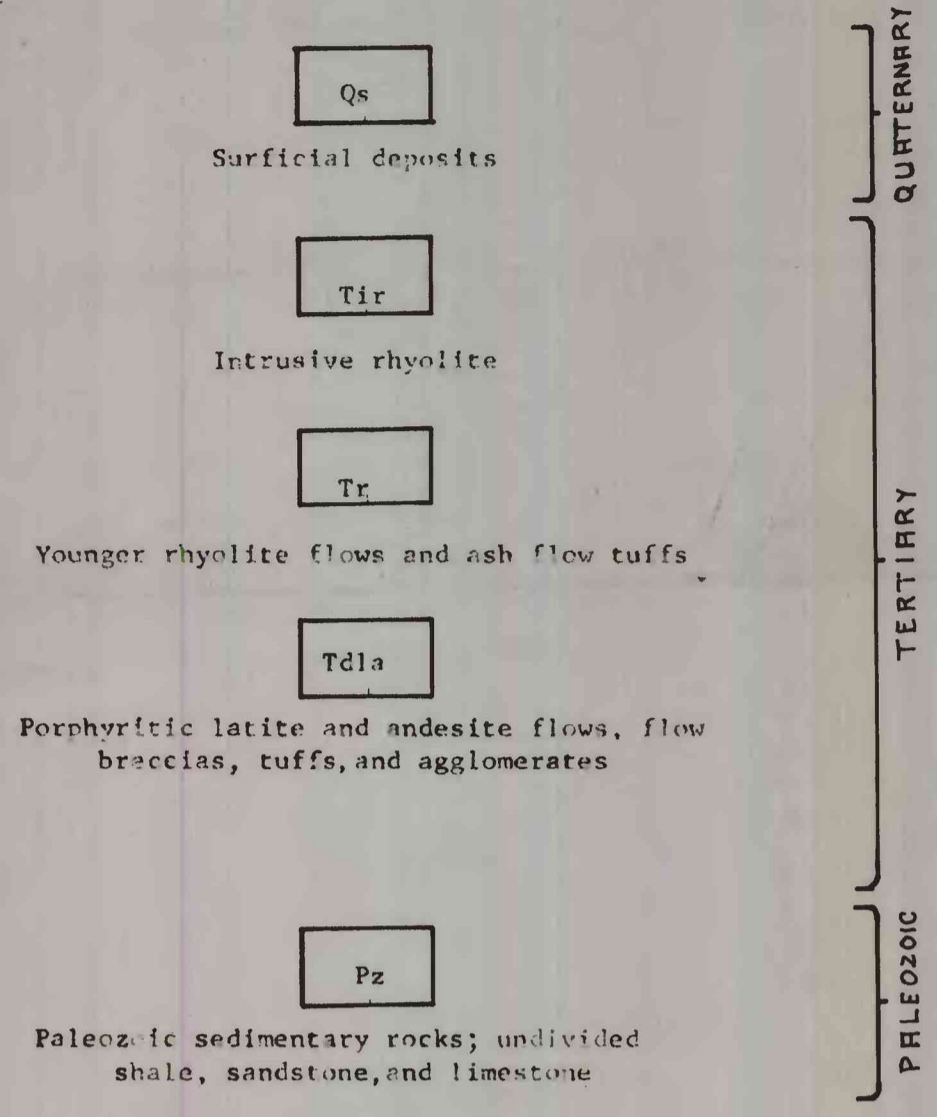 Qs
Surficial deposits
QUATERNARY
Tir
Intrusive rhyolite
Tr
Younger rhyolite flows and ash flow tuffs
Tdla
Porphyritic latite and andesite flows, flow
breccias, tuffs, and agglomerates
TERTIARY
Pz
Paleozoic sedimentary rocks; undivided
shale, sandstone, and limestone
PALEOZOIC